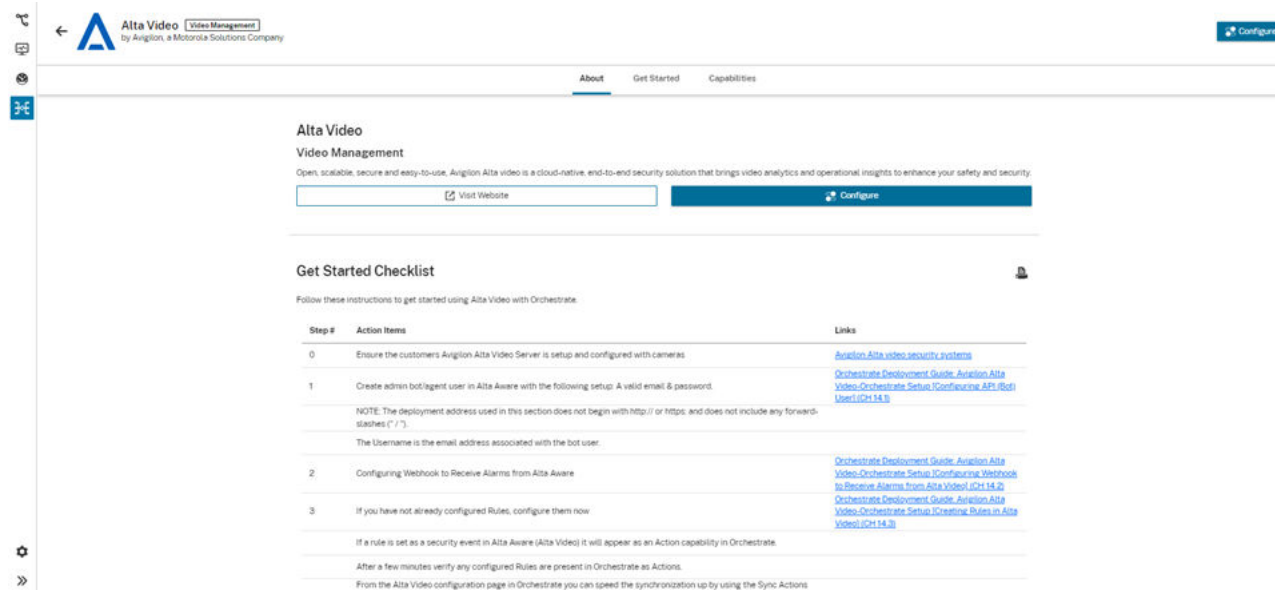 Alta Video Video Management
by Avigilon, a Motorola Solutions Company
Configure
About Get Started Capabilities
Alta Video
Video Management
Open, scalable, secure and easy-to-use, Avigilon Alta video is a cloud-native, end-to-end security solution that brings video analytics and operational insights to enhance your safety and security.
Visit Website Configure
Get Started Checklist
Follow these instructions to get started using Alta Video with Orchestrate.
Step # Action Items Links
0 Ensure the customers Avigilon Alta Video Server is setup and configured with cameras Avigilon Alta video security systems
1 Create admin bot/agent user in Alta Aware with the following setup: A valid email & password.
Orchestrate Deployment Guide: Avigilon Alta
Video-Orchestrate Setup [Configuring API (Bot)
User] (CH 14.1)
NOTE: The deployment address used in this section does not begin with http:// or https: and does not include any forward-
slashes (" / ").
The Username is the email address associated with the bot user.
2 Configuring Webhook to Receive Alarms from Alta Aware
Orchestrate Deployment Guide: Avigilon Alta
Video-Orchestrate Setup [Configuring Webhook
to Receive Alarms from Alta Video] (CH 14.2)
3 If you have not already configured Rules, configure them now
Orchestrate Deployment Guide: Avigilon Alta
Video-Orchestrate Setup [Creating Rules in Alta
Video] (CH 14.3)
If a rule is set as a security event in Alta Aware (Alta Video) it will appear as an Action capability in Orchestrate.
After a few minutes verify any configured Rules are present in Orchestrate as Actions.
From the Alta Video configuration page in Orchestrate you can speed the synchronization up by using the Sync Actions